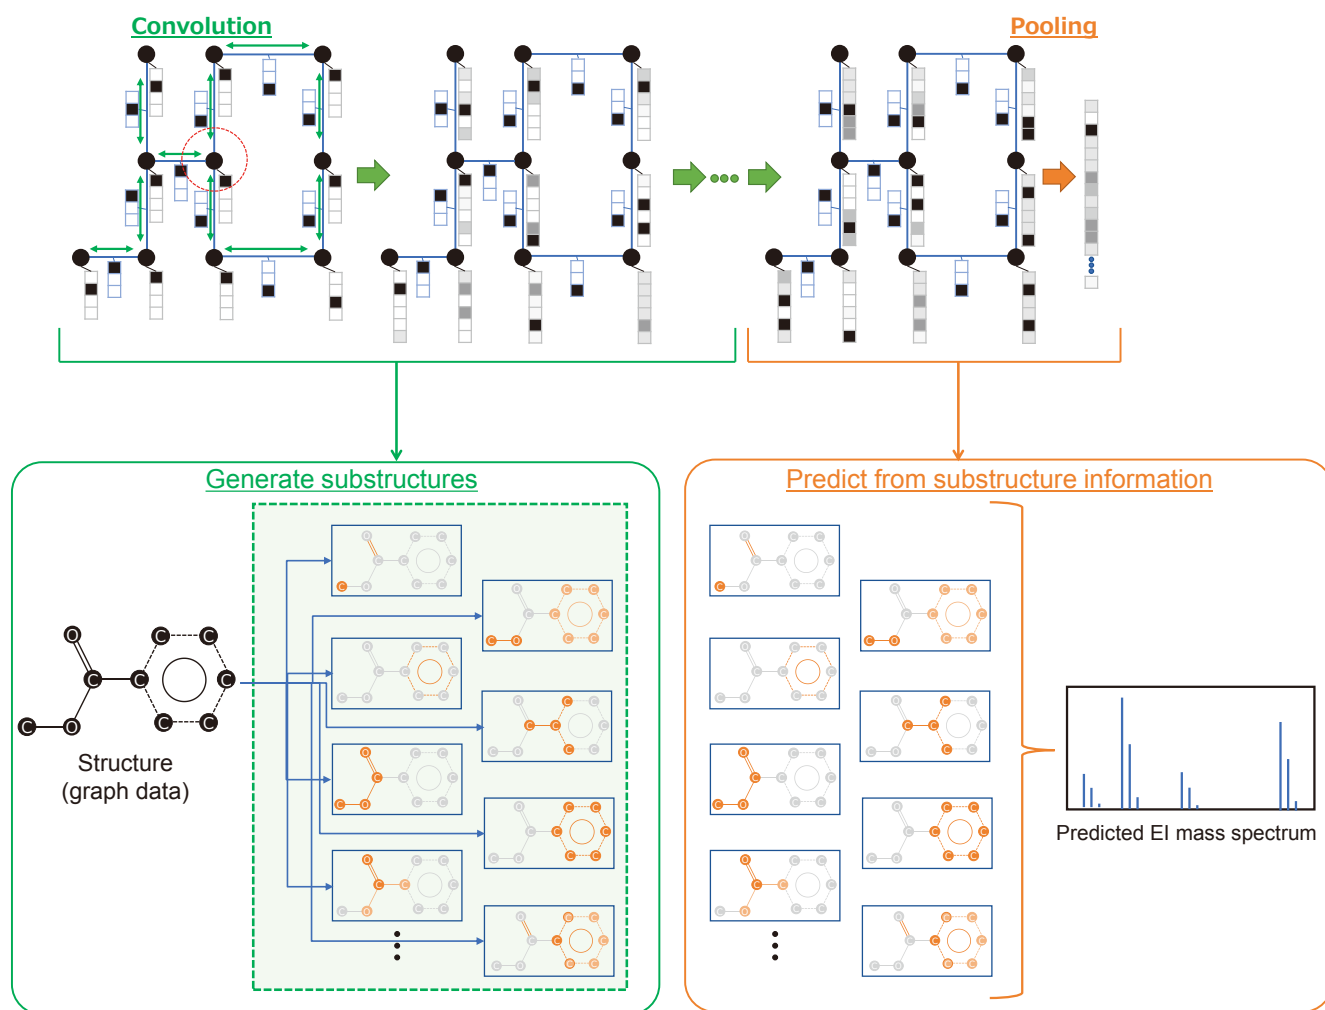 Convolution
Pooling
Generate substructures
Predict from substructure information
O C C
C C C
C O C C
Structure
(graph data)
Predicted EI mass spectrum